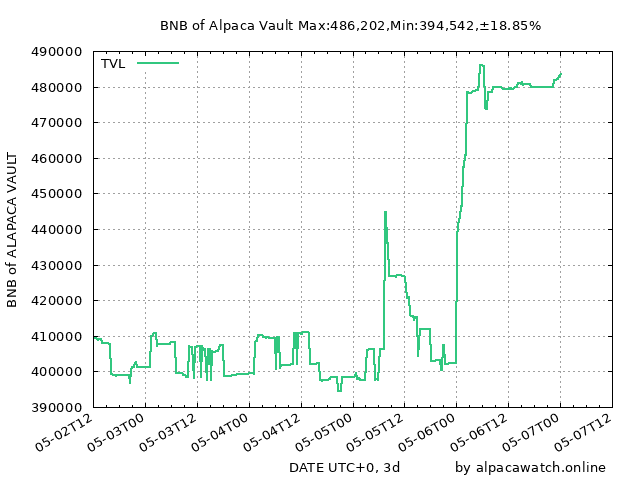 BNB of Alpaca Vault Max:486,202,Min:394,542,±18.85%
TVL
490000
480000
470000
460000
450000
440000
430000
420000
410000
400000
390000
BNB of ALAPACA VAULT
05-02T12
05-03T00
05-03T12
05-04T00
05-04T12
05-05T00
05-05T12
05-06T00
05-06T12
05-07T00
05-07T12
DATE UTC+0, 3d
by alpacawatch.online